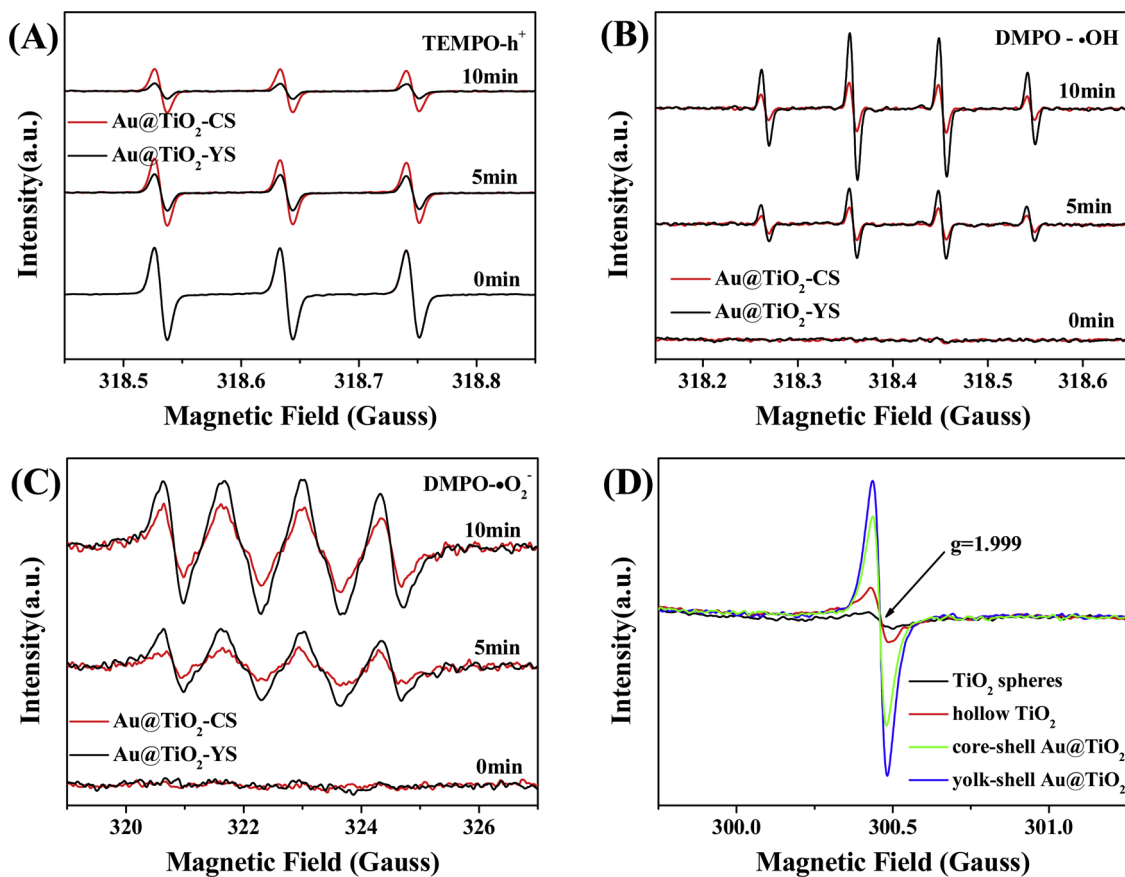 (A)
TEMPO-h⁺
10min
Au@TiO₂-CS
Au@TiO₂-YS
5min
0min
Intensity(a.u.)
318.5 318.6 318.7 318.8
Magnetic Field (Gauss)
(B)
DMPO - •OH
10min
5min
Au@TiO₂-CS
Au@TiO₂-YS
0min
Intensity(a.u.)
318.2 318.3 318.4 318.5 318.6
Magnetic Field (Gauss)
(C)
DMPO-•O₂⁻
10min
5min
Au@TiO₂-CS
Au@TiO₂-YS
0min
Intensity(a.u.)
320 322 324 326
Magnetic Field (Gauss)
(D)
g=1.999
TiO₂ spheres
hollow TiO₂
core-shell Au@TiO₂
yolk-shell Au@TiO₂
Intensity(a.u.)
300.0 300.5 301.0
Magnetic Field (Gauss)